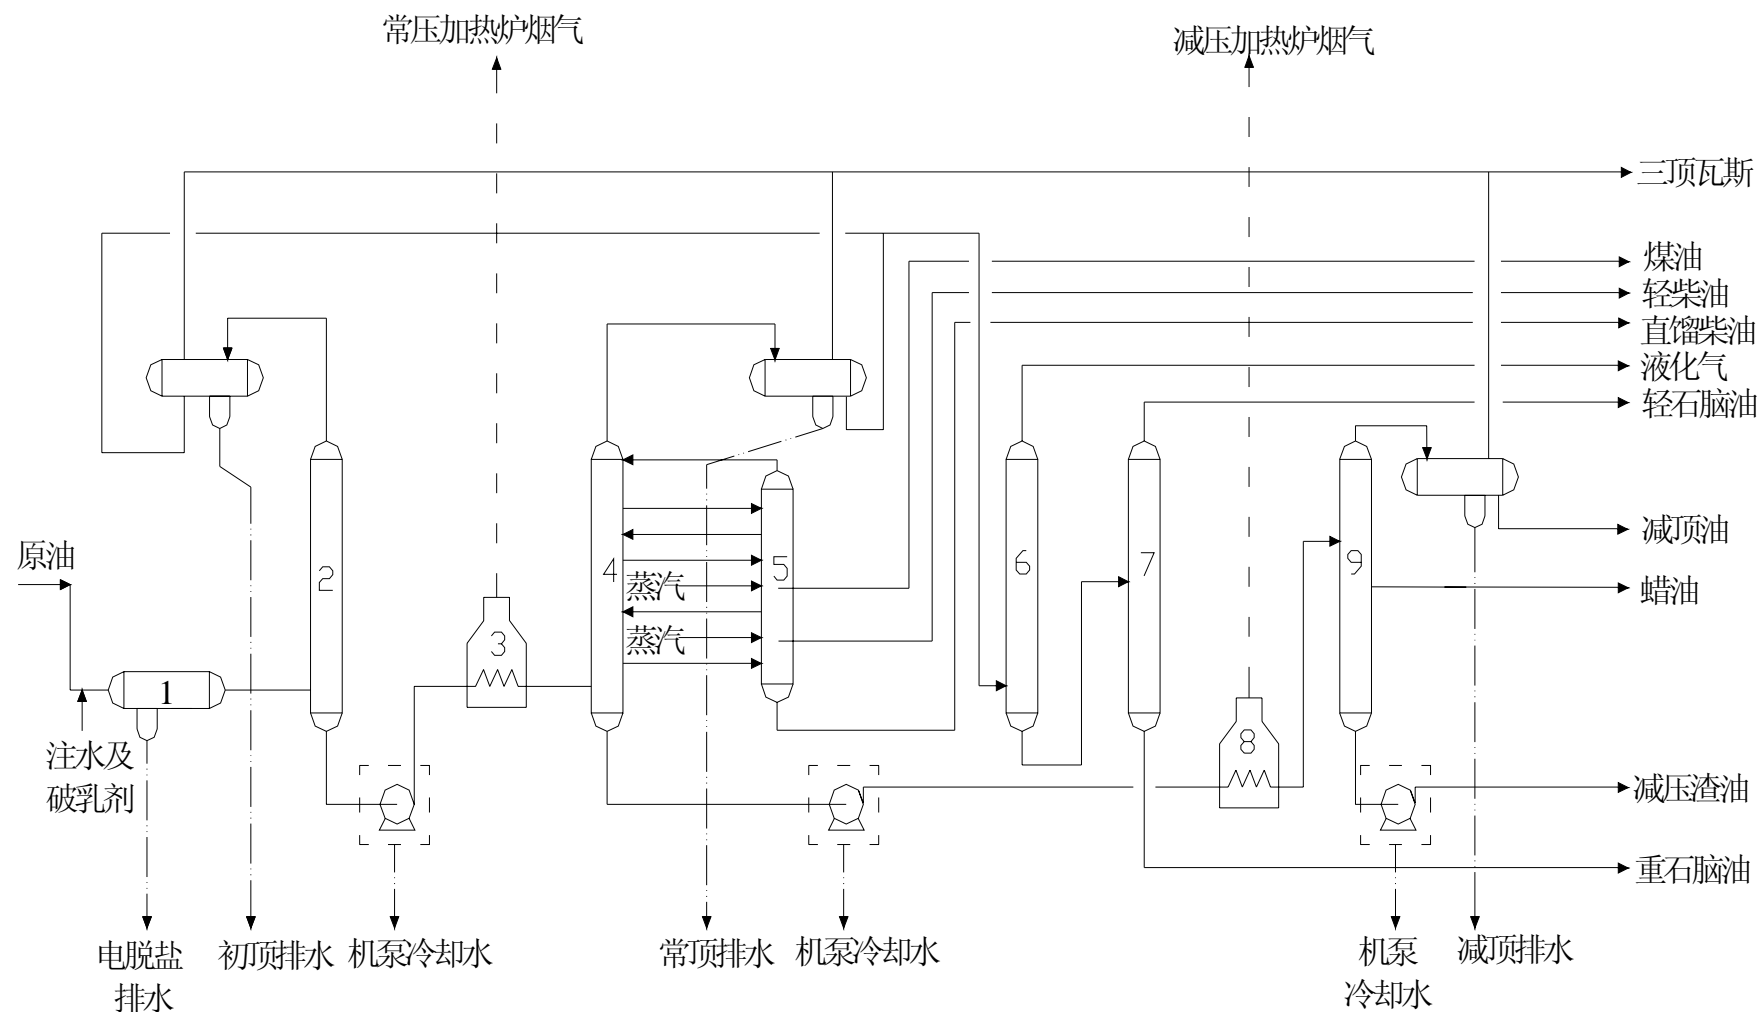 常压加热炉烟气
减压加热炉烟气
三顶瓦斯
煤油
轻柴油
直馏柴油
液化气
轻石脑油
减顶油
原油
2
4
5
6
7
9
蒸汽
蜡油
3
蒸汽
1
8
注水及
破乳剂
减压渣油
重石脑油
电脱盐
排水
初顶排水
机泵冷却水
常顶排水
机泵冷却水
机泵
冷却水
减顶排水